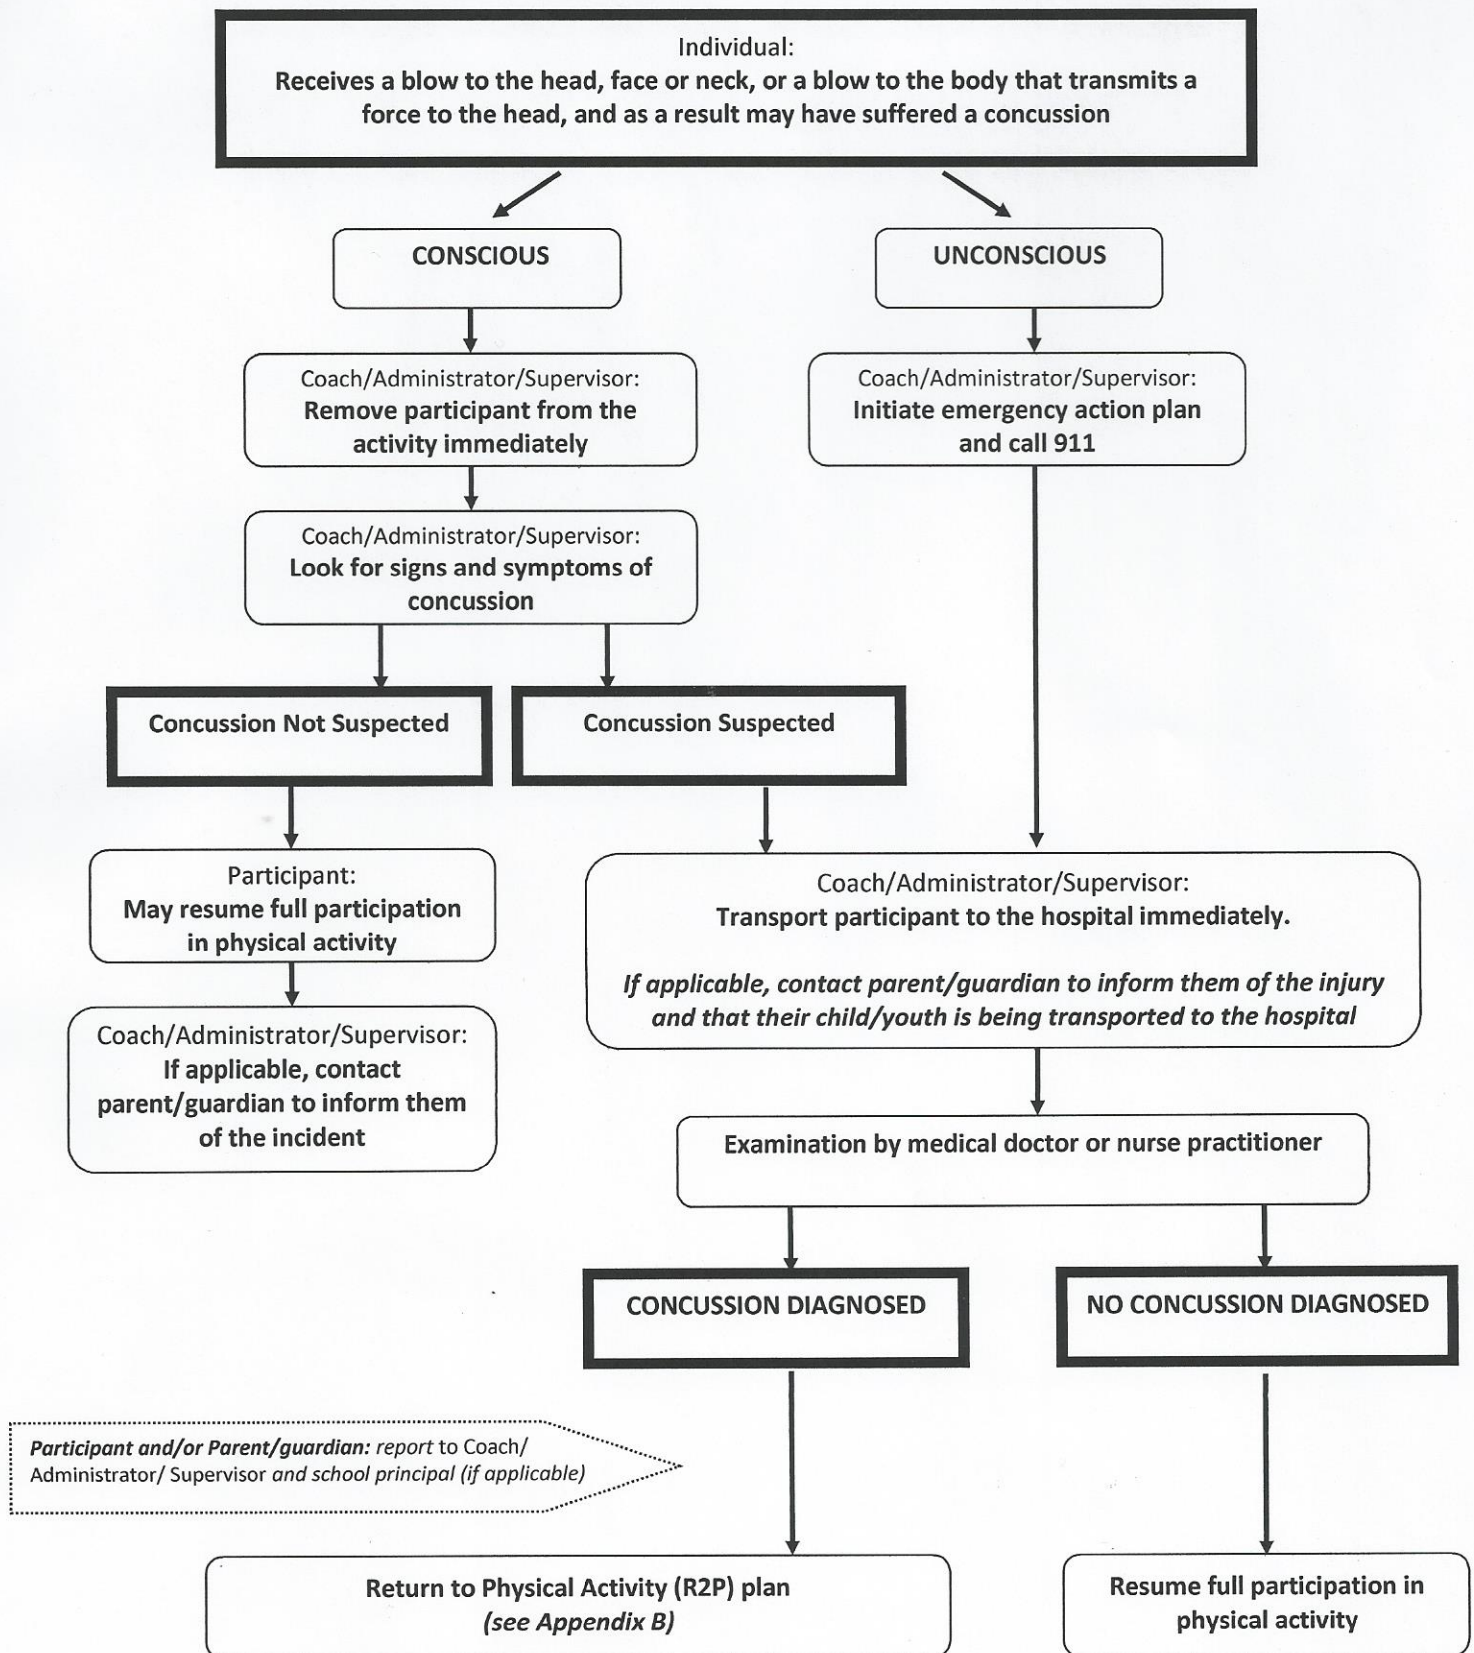 Individual:
Receives a blow to the head, face or neck, or a blow to the body that transmits a
force to the head, and as a result may have suffered a concussion
CONSCIOUS
UNCONSCIOUS
Coach/Administrator/Supervisor:
Remove participant from the
activity immediately
Coach/Administrator/Supervisor:
Initiate emergency action plan
and call 911
Coach/Administrator/Supervisor:
Look for signs and symptoms of
concussion
Concussion Not Suspected
Concussion Suspected
Participant:
May resume full participation
in physical activity
Coach/Administrator/Supervisor:
Transport participant to the hospital immediately.
If applicable, contact parent/guardian to inform them of the injury
and that their child/youth is being transported to the hospital
Coach/Administrator/Supervisor:
If applicable, contact
parent/guardian to inform them
of the incident
Examination by medical doctor or nurse practitioner
CONCUSSION DIAGNOSED
NO CONCUSSION DIAGNOSED
Participant and/or Parent/guardian: report to Coach/
Administrator/ Supervisor and school principal (if applicable)
Return to Physical Activity (R2P) plan
(see Appendix B)
Resume full participation in
physical activity